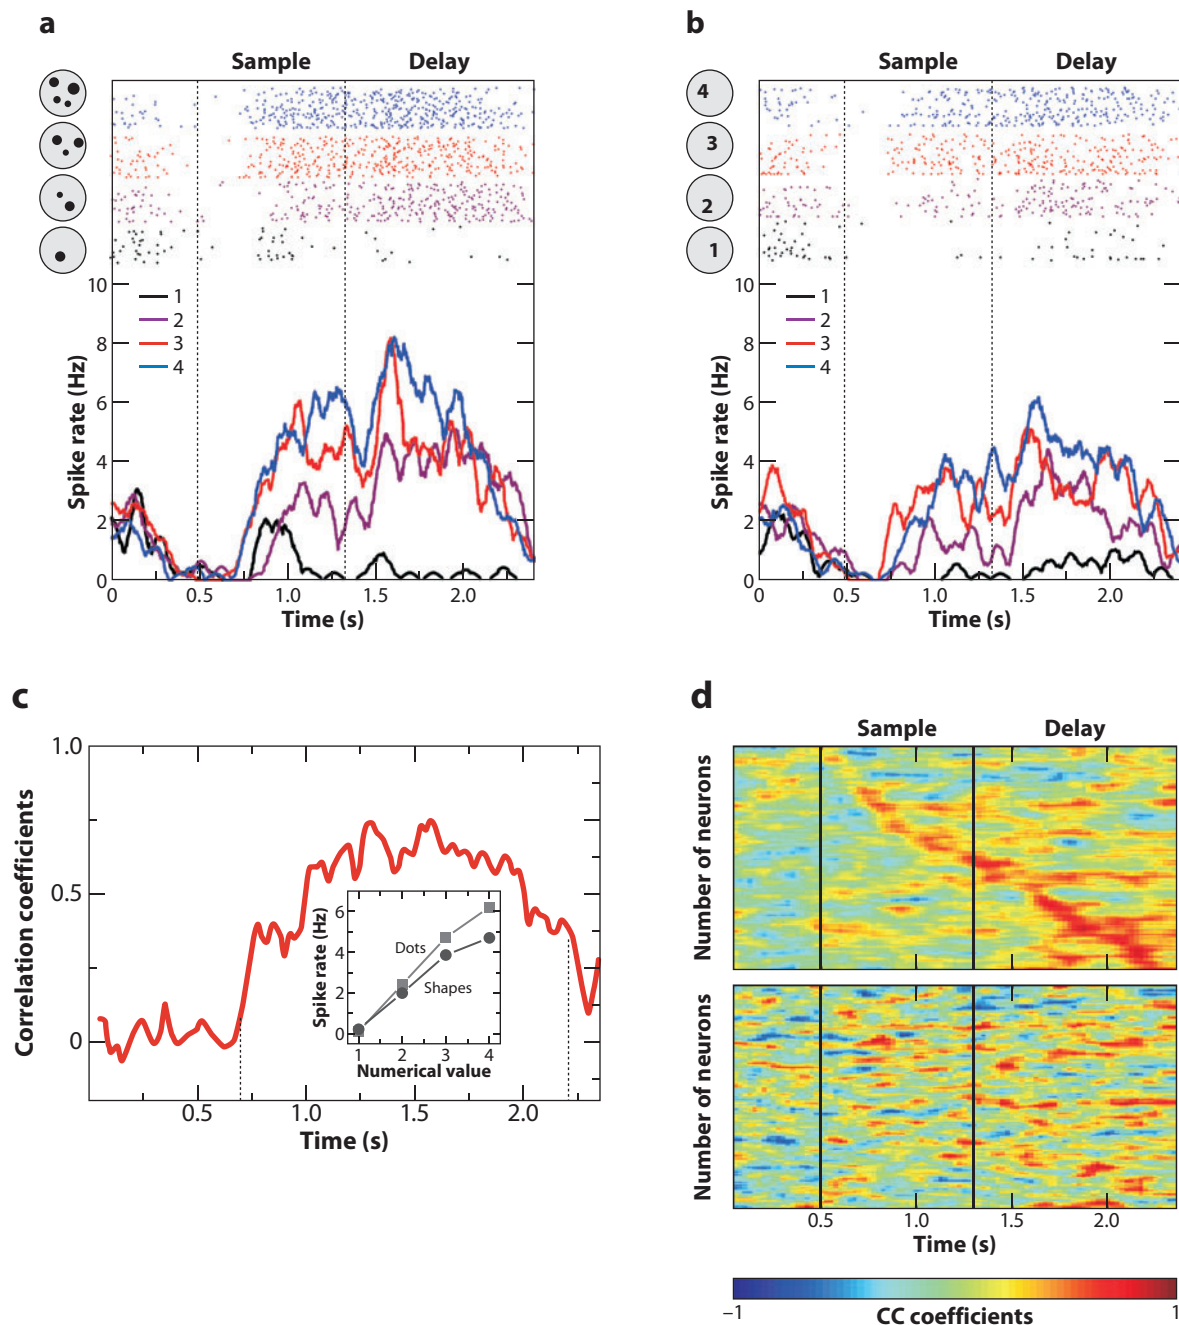 a
Sample Delay
10
8
6
4
2
0
Spike rate (Hz)
1
2
3
4
0 0.5 1.0 1.5 2.0
Time (s)
b
Sample Delay
4
3
2
1
10
8
6
4
2
0
Spike rate (Hz)
1
2
3
4
0 0.5 1.0 1.5 2.0
Time (s)
c
1.0
0.5
0
Correlation coefficients
0.5 1.0 1.5 2.0
Time (s)
6
4
2
0
Spike rate (Hz)
Dots
Shapes
1 2 3 4
Numerical value
d
Sample Delay
Number of neurons
Number of neurons
0.5 1.0 1.5 2.0
Time (s)
–1 1
CC coefficients